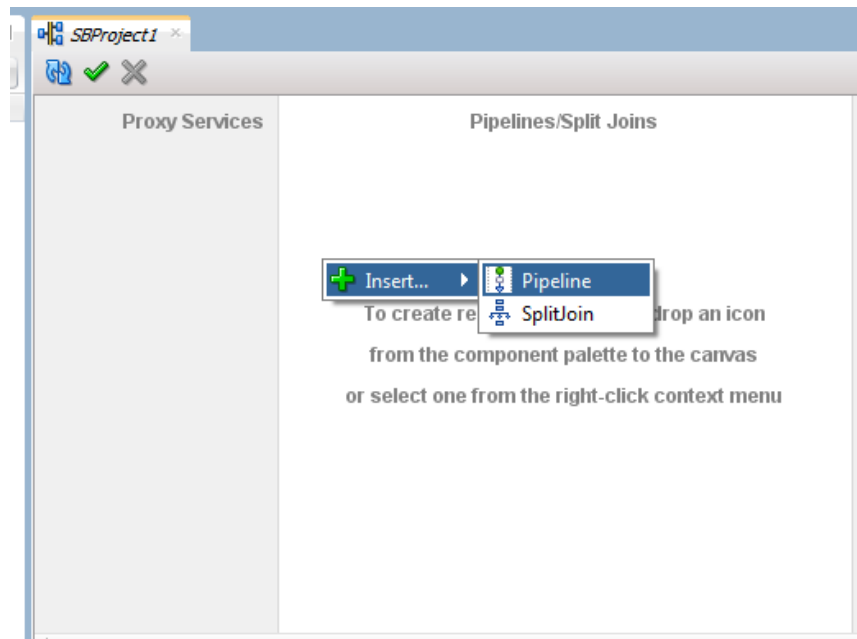 SBProject1
Proxy Services
Pipelines/Split Joins
Insert...
Pipeline
SplitJoin
To create re drop an icon
from the component palette to the canvas
or select one from the right-click context menu